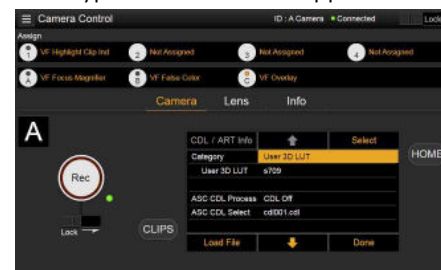 Camera Control ID : A Camera Connected Lock
Assign
1 VF Highlight Clip Ind 2 Not Assigned 3 Not Assigned 4 Not Assigned
A VF Focus Magnifier B VF False Color C VF Overlay
Camera Lens Info
A
CDL / ART Info Select
Category User 3D LUT
User 3D LUT s709
HOME
Rec
ASC CDL Process CDL Off
ASC CDL Select cdl001.cdl
Lock
CLIPS
Load File Done